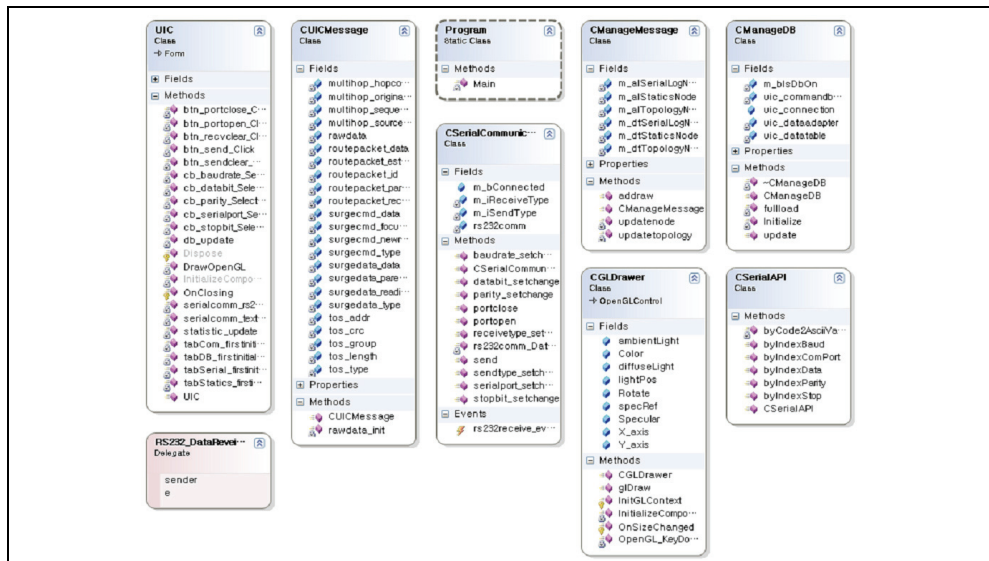 UIC
Class
Form
Fields
Methods
btn_portclose_C···
btn_portopen_Cl···
btn_recvclear_Cl···
btn_send_Click
btn_sendclear_···
cb_baudrate_Se···
cb_databit_Sele···
cb_parity_Select···
cb_serialport_Se···
cb_stopbit_Sele···
db_update
Dispose
DrawOpenGL
InitializeCompo···
OnClosing
serialcomm_rs2···
serialcomm_text···
statistic_update
tabCom_firstiniti···
tabDB_firstinitial···
tabSerial_firstinit···
tabStatics_firsti···
UIC
RS232_DataRevei···
Delegate
sender
e
CUICMessage
Class
Fields
multihop_hopco···
multihop_origina···
multihop_seque···
multihop_source···
rawdata
routepacket_data
routepacket_est···
routepacket_id
routepacket_par···
routepacket_rec···
surgecmd_data
surgecmd_focu···
surgecmd_newr···
surgecmd_type
surgedata_data
surgedata_pare···
surgedata_readi···
surgedata_type
tos_addr
tos_crc
tos_group
tos_length
tos_type
Properties
Methods
CUICMessage
rawdata_init
Program
Static Class
Methods
Main
CSerialCommunic···
Class
Fields
m_bConnected
m_iReceiveType
m_iSendType
rs232comm
Methods
baudrate_setch···
CSerialCommun···
databit_setchange
parity_setchange
portclose
portopen
receivetype_set···
rs232comm_Dat···
send
sendtype_setch···
serialport_setch···
stopbit_setchange
Events
rs232receive_ev···
CManageMessage
Class
Fields
m_alSerialLogN···
m_alStaticsNode
m_alTopologyN···
m_dtSerialLogN···
m_dtStaticsNode
m_dtTopologyN···
Properties
Methods
addraw
CManageMessage
updatenode
updatetopology
CGLDrawer
Class
OpenGLControl
Fields
ambientLight
Color
diffuseLight
lightPos
Rotate
specRef
Specular
X_axis
Y_axis
Methods
CGLDrawer
glDraw
InitGLContext
InitializeCompo···
OnSizeChanged
OpenGL_KeyDo···
CManageDB
Class
Fields
m_bIsDbOn
uic_commandb···
uic_connection
uic_dataadapter
uic_datatable
Properties
Methods
~CManageDB
CManageDB
fullload
Initialize
update
CSerialAPI
Class
Methods
byCode2AsciiVa···
byIndexBaud
byIndexComPort
byIndexData
byIndexParity
byIndexStop
CSerialAPI